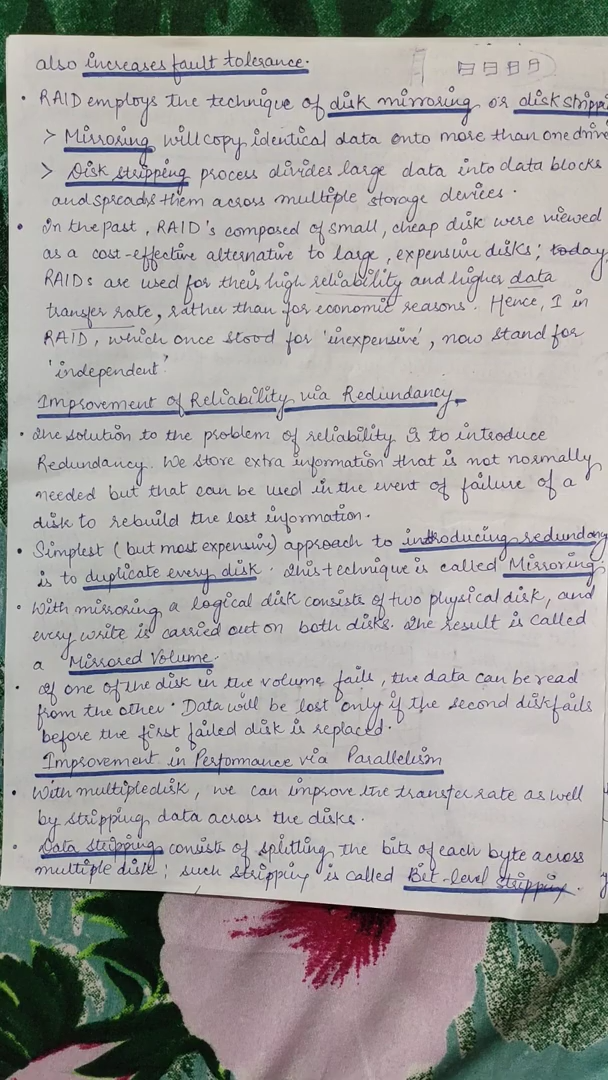 also increases fault tolerance.
• RAID employs the technique of disk mirroring or disk strippi
> Mirroring will copy identical data onto more than one drive
> Disk stripping process divides large data into data blocks
and spreads them across multiple storage devices.
• In the past, RAID's composed of small, cheap disk were viewed
as a cost-effective alternative to large, expensive disks; today,
RAIDs are used for their high reliability and higher data
transfer rate, rather than for economic reasons. Hence, I in
RAID, which once stood for 'inexpensive', now stand for
'independent'
Improvement of Reliability via Redundancy.
• The solution to the problem of reliability is to introduce
Redundancy. We store extra information that is not normally
needed but that can be used in the event of failure of a
disk to rebuild the lost information.
• Simplest (but most expensive) approach to introducing redundany
is to duplicate every disk. This technique is called Mirroring
• With mirroring a logical disk consists of two physical disk, and
every write is carried out on both disks. The result is called
a Mirrored Volume.
• If one of the disk in the volume fails, the data can be read
from the other. Data will be lost only if the second disk fails
before the first failed disk is replaced.
Improvement in Perfomance via Parallelism
• With multiple disk, we can improve the transfer rate as well
by stripping data across the disks.
• Data stripping consists of splitting the bits of each byte across
multiple disk; such stripping is called Bit-level stripping.